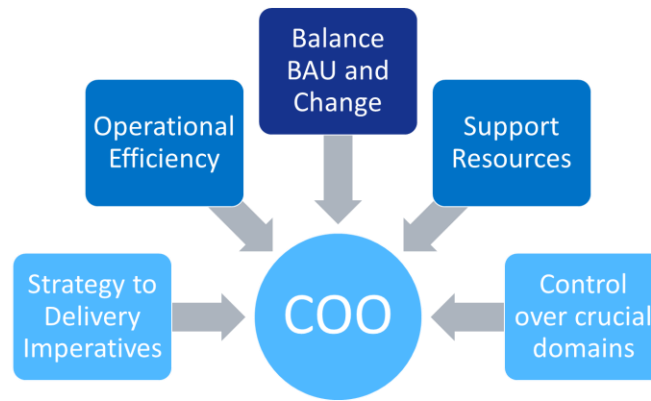 Balance
BAU and
Change
Operational
Efficiency
Support
Resources
Strategy to
Delivery
Imperatives
COO
Control
over crucial
domains